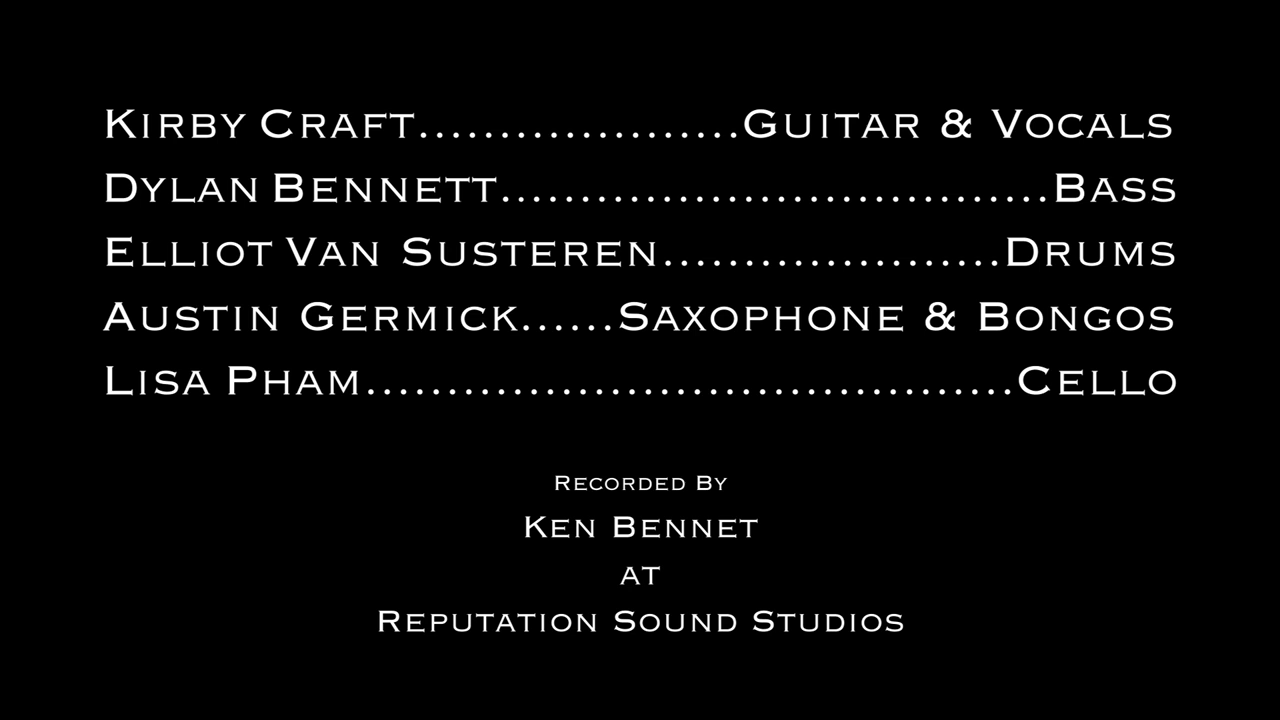 Kirby Craft....................Guitar & Vocals
Dylan Bennett..................................Bass
Elliot Van Susteren.....................Drums
Austin Germick......Saxophone & Bongos
Lisa Pham........................................Cello
Recorded By
Ken Bennet
at
Reputation Sound Studios